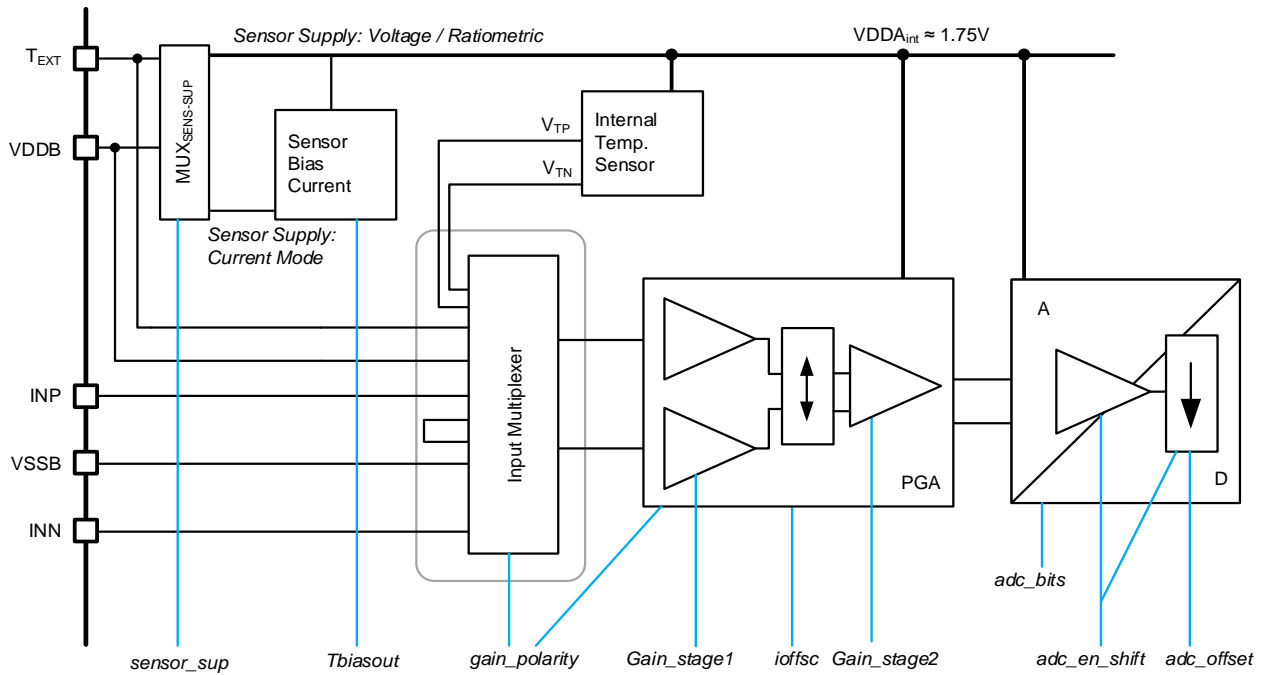 Sensor Supply: Voltage / Ratiometric
VDDAint ≈ 1.75V
TEXT
VDDB
MUXSENS-SUP
Sensor
Bias
Current
VTP
VTN
Internal
Temp.
Sensor
Sensor Supply:
Current Mode
Input Multiplexer
INP
VSSB
INN
PGA
A
D
adc_bits
sensor_sup
Tbiasout
gain_polarity
Gain_stage1
ioffsc
Gain_stage2
adc_en_shift
adc_offset